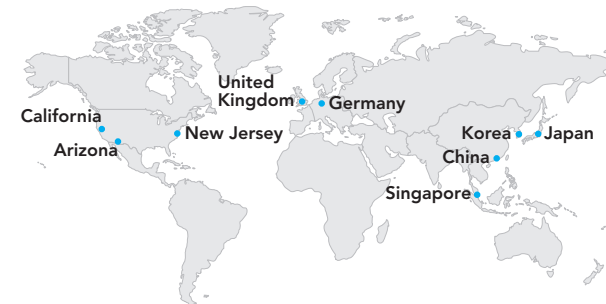 United
Kingdom
Germany
California
New Jersey
Arizona
Korea
Japan
China
Singapore